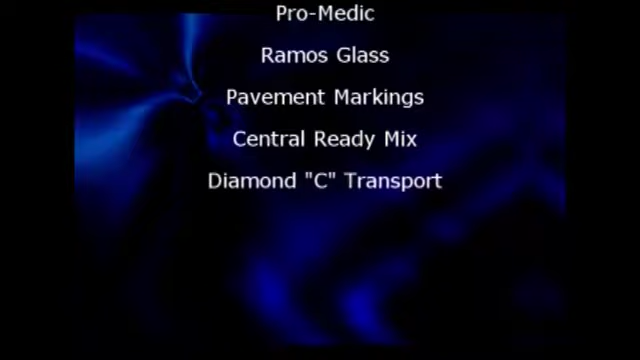 Pro-Medic
Ramos Glass
Pavement Markings
Central Ready Mix
Diamond "C" Transport